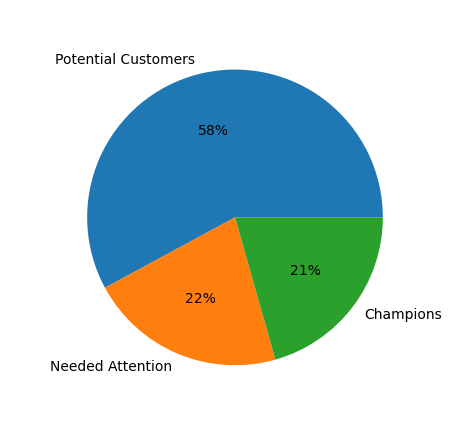 Potential Customers
58%
21%
22%
Champions
Needed Attention